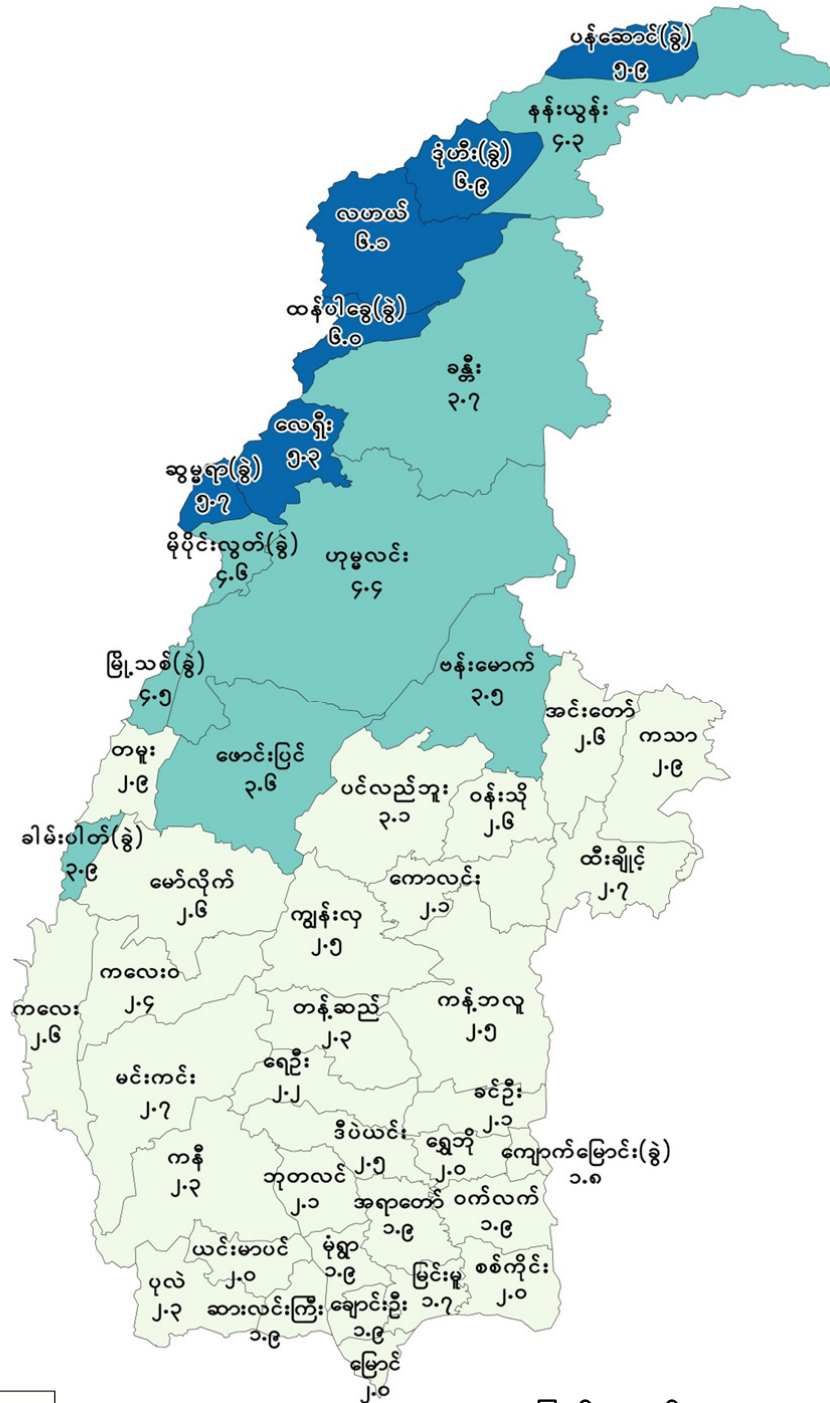 ပန်ဆောင်(ခွဲ)
၅.၉
နန်းယွန်း
၄.၃
ဒုံဟီး(ခွဲ)
၆.၉
လဟယ်
၆.၁
ထန်ပါခွေ(ခွဲ)
၆.၀
ခန္တီး
၃.၇
လေရှီး
၅.၃
ဆွမ္မရာ(ခွဲ)
၅.၇
မိုပိုင်းလွတ်(ခွဲ)
၄.၆
ဟုမ္မလင်း
၄.၄
မြို့သစ်(ခွဲ)
၄.၅
ဗန်းမောက်
၃.၅
အင်းတော်
၂.၆
ကသာ
၂.၉
တမူး
၂.၉
ဖောင်းပြင်
၃.၆
ပင်လည်ဘူး
၃.၁
ဝန်းသို
၂.၆
ခါမ်းပါတ်(ခွဲ)
၃.၉
မော်လိုက်
၂.၆
ကောလင်း
၂.၁
ထီးချိုင့်
၂.၇
ကျွန်းလှ
၂.၅
ကလေးဝ
၂.၄
ကလေး
၂.၆
တန့်ဆည်
၂.၃
ကန့်ဘလူ
၂.၅
မင်းကင်း
၂.၇
ရေဦး
၂.၂
ခင်ဦး
၂.၁
ဒီပဲယင်း
၂.၅
ရွှေဘို
၂.၀
ကျောက်မြောင်း(ခွဲ)
၁.၈
ကနီ
၂.၃
ဘုတလင်
၂.၁
အရာတော်
၁.၉
ဝက်လက်
၁.၉
ယင်းမာပင်
၂.၀
မုံရွာ
၁.၉
မြင်းမူ
၁.၇
စစ်ကိုင်း
၂.၀
ပုလဲ
၂.၃
ဆားလင်းကြီး
၁.၉
ချောင်းဦး
၁.၉
မြောင်
၂.၀